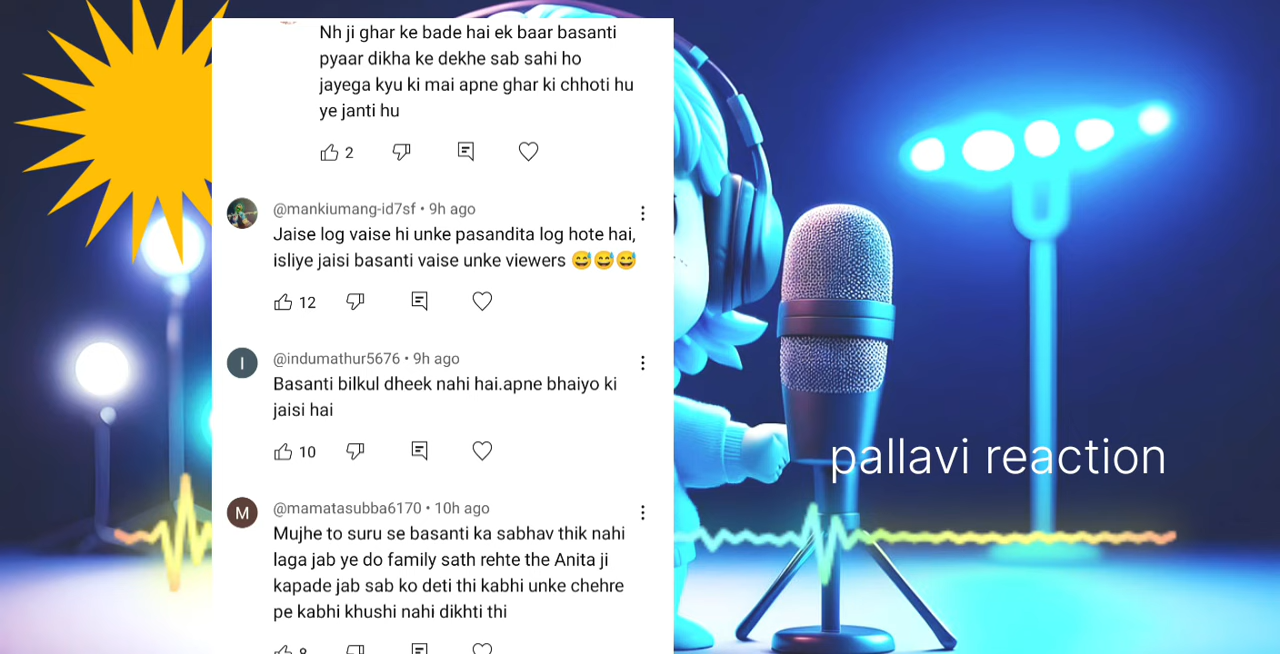 Nh ji ghar ke bade hai ek baar basanti
pyaar dikha ke dekhe sab sahi ho
jayega kyu ki mai apne ghar ki chhoti hu
ye janti hu
2
@mankiumang-id7sf • 9h ago
Jaise log vaise hi unke pasandita log hote hai,
isliye jaisi basanti vaise unke viewers 😅😅😅
12
I
@indumathur5676 • 9h ago
Basanti bilkul dheek nahi hai.apne bhaiyo ki
jaisi hai
10
M
@mamatasubba6170 • 10h ago
Mujhe to suru se basanti ka sabhav thik nahi
laga jab ye do family sath rehte the Anita ji
kapade jab sab ko deti thi kabhi unke chehre
pe kabhi khushi nahi dikhti thi
pallavi reaction